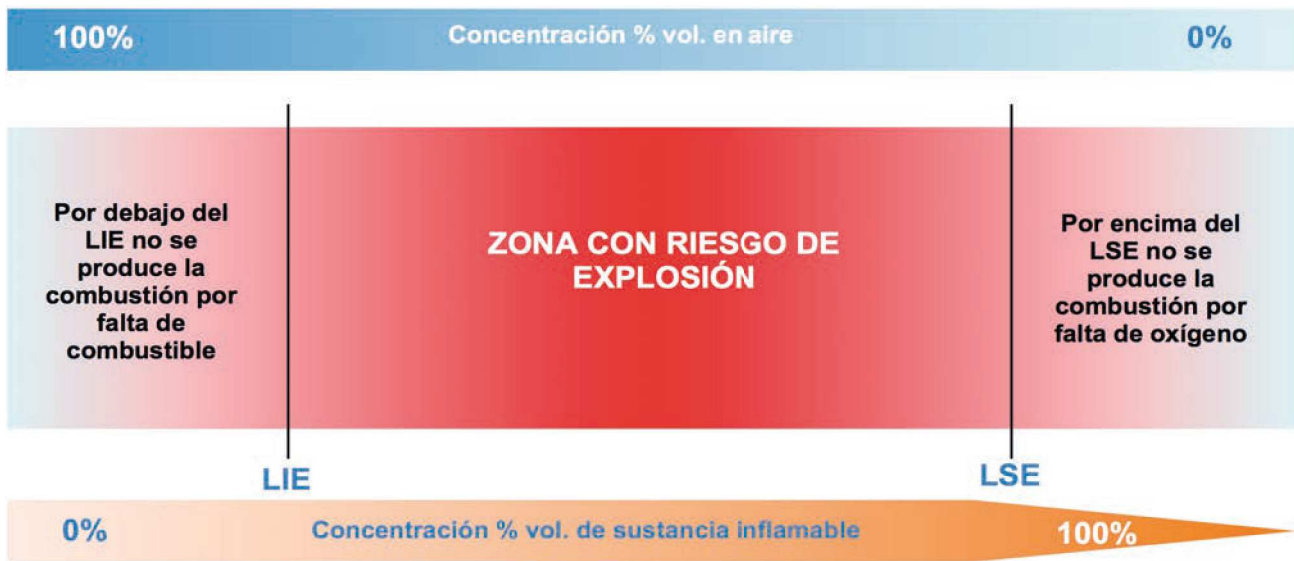 100%
Concentración % vol. en aire
0%
Por debajo del
LIE no se
produce la
combustión por
falta de
combustible
ZONA CON RIESGO DE
EXPLOSIÓN
Por encima del
LSE no se
produce la
combustión por
falta de oxígeno
LIE
LSE
0%
Concentración % vol. de sustancia inflamable
100%